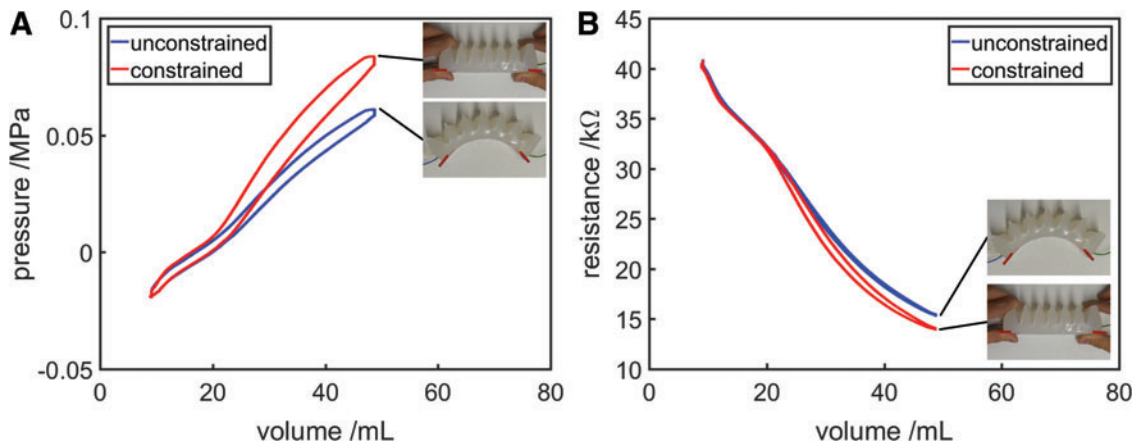 A
0.1
0.05
0
-0.05
pressure /MPa
unconstrained
constrained
0
20
40
60
80
volume /mL
B
45
40
35
30
25
20
15
10
resistance /kΩ
unconstrained
constrained
0
20
40
60
80
volume /mL